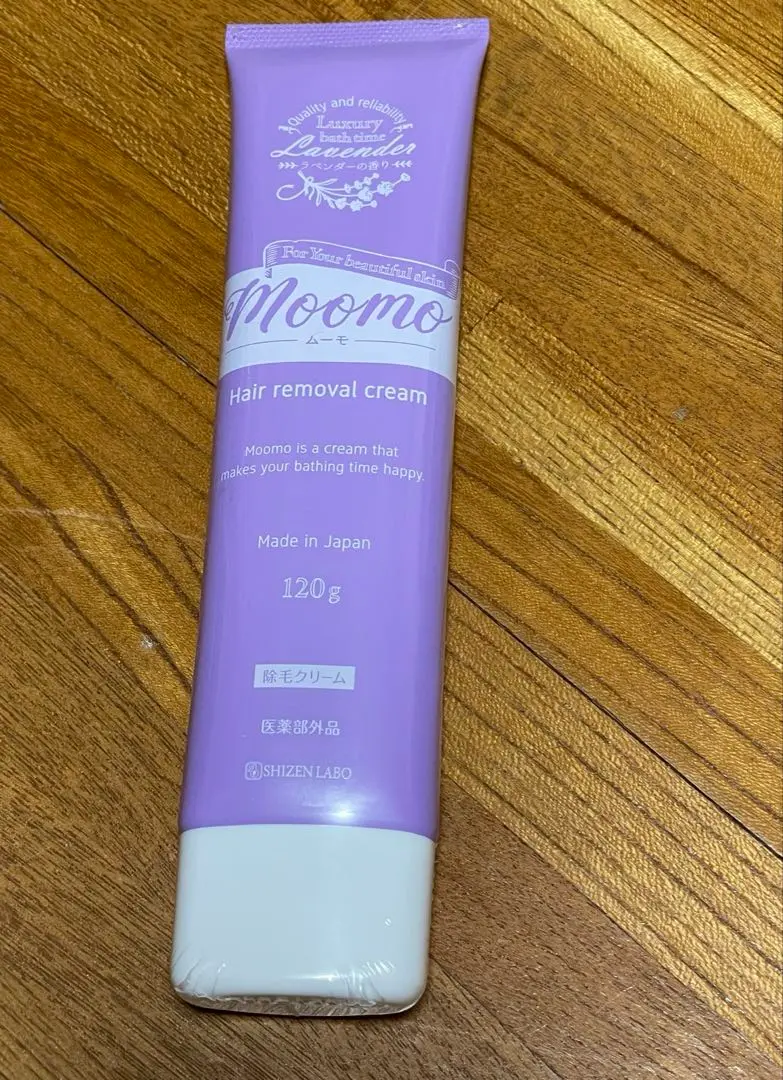 Quality and reliability
Luxury
bath time
Lavender
ラベンダーの香り
For Your beautiful skin
Moomo
ムーモ
Hair removal cream
Moomo is a cream that
makes your bathing time happy.
Made in Japan
120g
除毛クリーム
医薬部外品
SHIZEN LABO